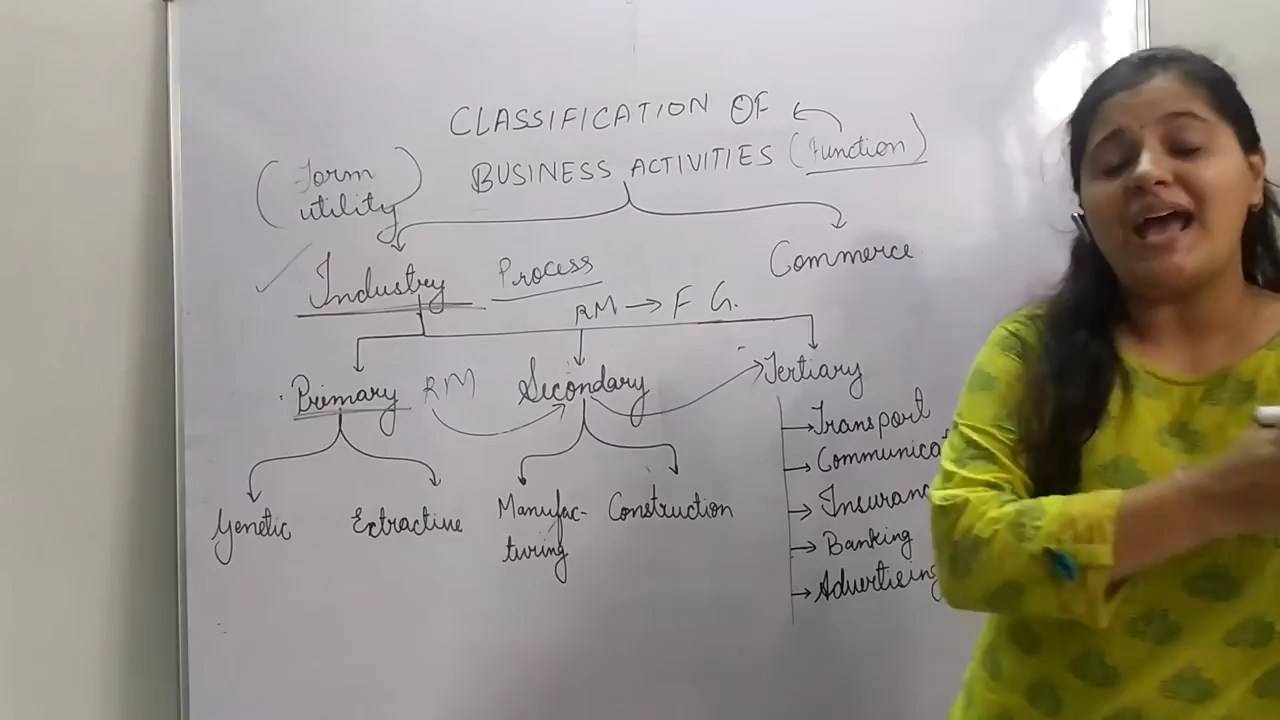 CLASSIFICATION OF
BUSINESS ACTIVITIES (Function)
(Form
utility)
Industry
Process
Commerce
RM → F G.
Primary
RM
Secondary
Tertiary
Genetic
Extractive
Manufac-
turing
Construction
→ Transport
→ Communica
→ Insuran
→ Banking
→ Advertising